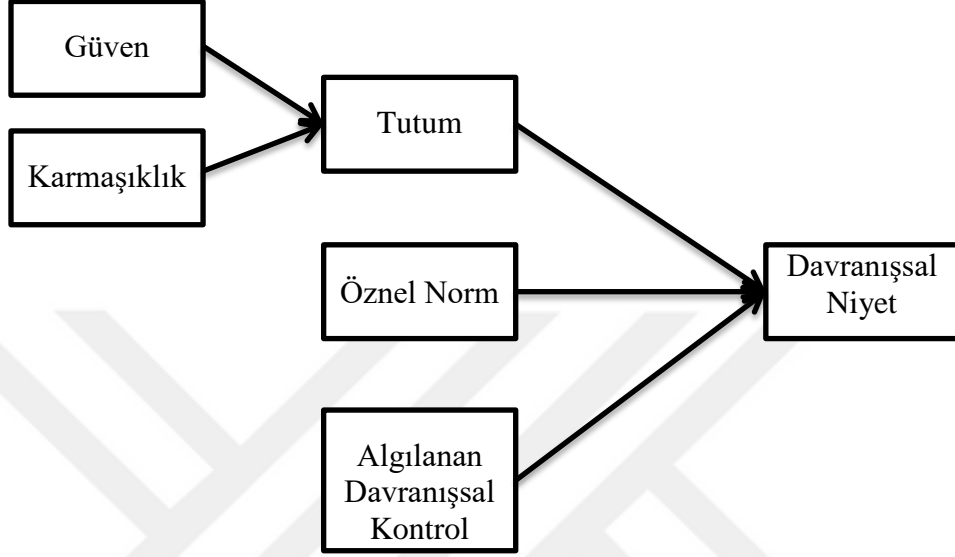 Güven
Karmaşıklık
Tutum
Öznel Norm
Algılanan
Davranışsal
Kontrol
Davranışsal
Niyet